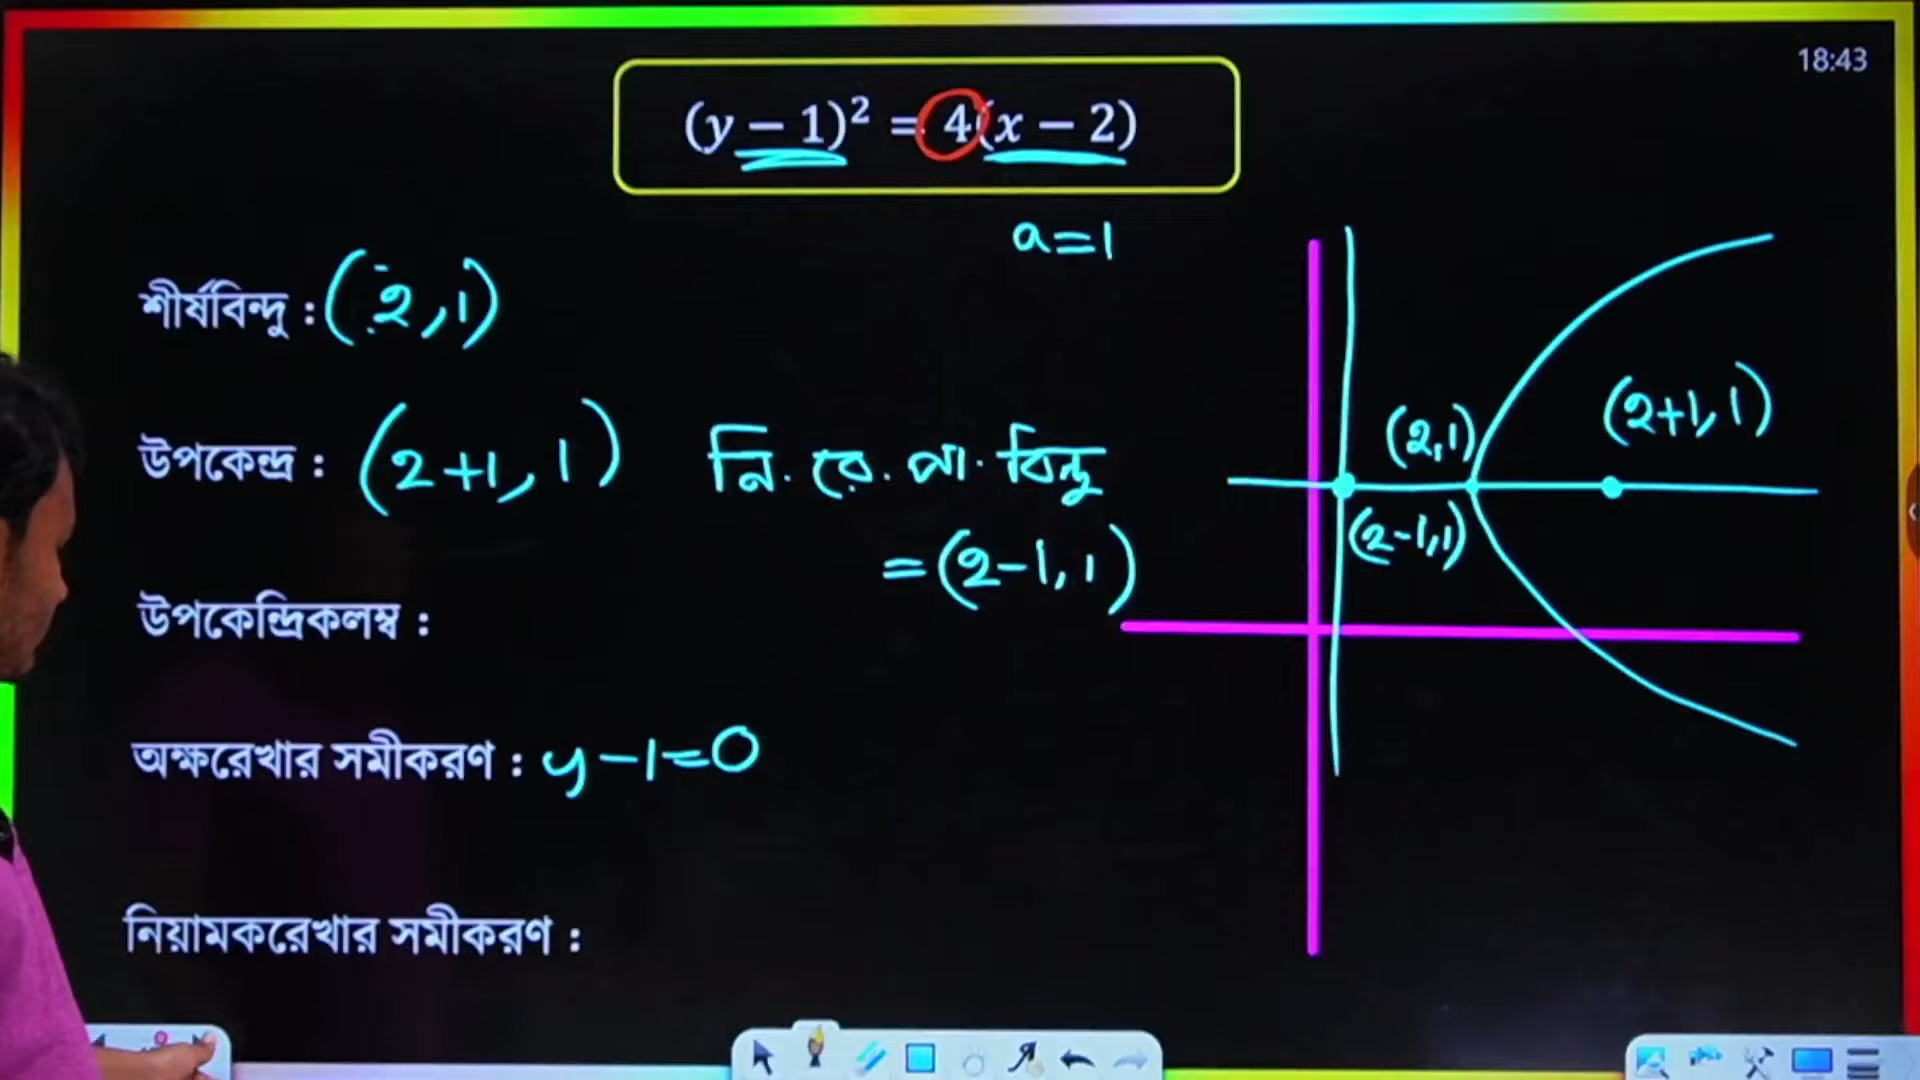 18:43
(y − 1)² = 4(x − 2)
a=1
শীর্ষবিন্দু : (2,1)
উপকেন্দ্র : (2+1, 1)
নি. রে. পা. বিন্দু
=(2-1, 1)
(2,1)
(2+1, 1)
(2-1,1)
উপকেন্দ্রিকলম্ব :
অক্ষরেখার সমীকরণ : y-1=0
নিয়ামকরেখার সমীকরণ :